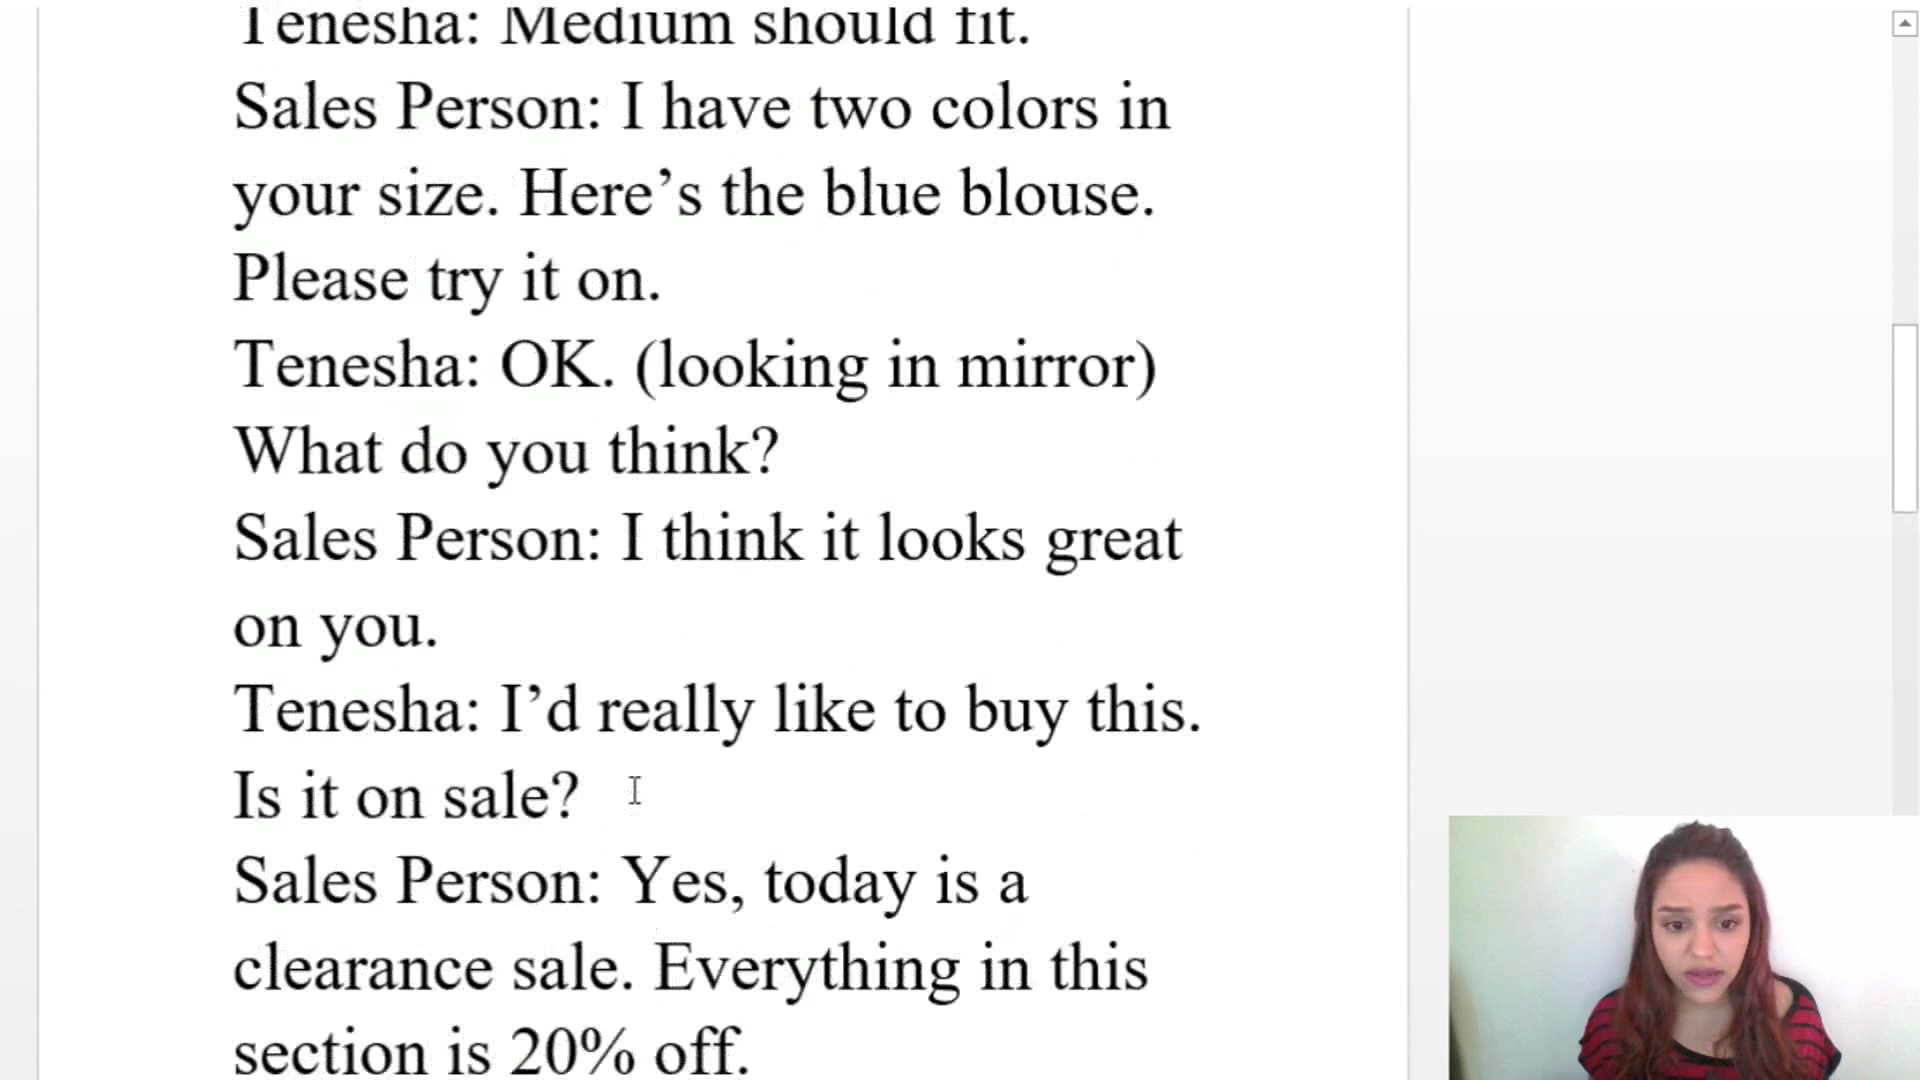 Tenesha: Medium should fit.
Sales Person: I have two colors in
your size. Here’s the blue blouse.
Please try it on.
Tenesha: OK. (looking in mirror)
What do you think?
Sales Person: I think it looks great
on you.
Tenesha: I’d really like to buy this.
Is it on sale?
Sales Person: Yes, today is a
clearance sale. Everything in this
section is 20% off.